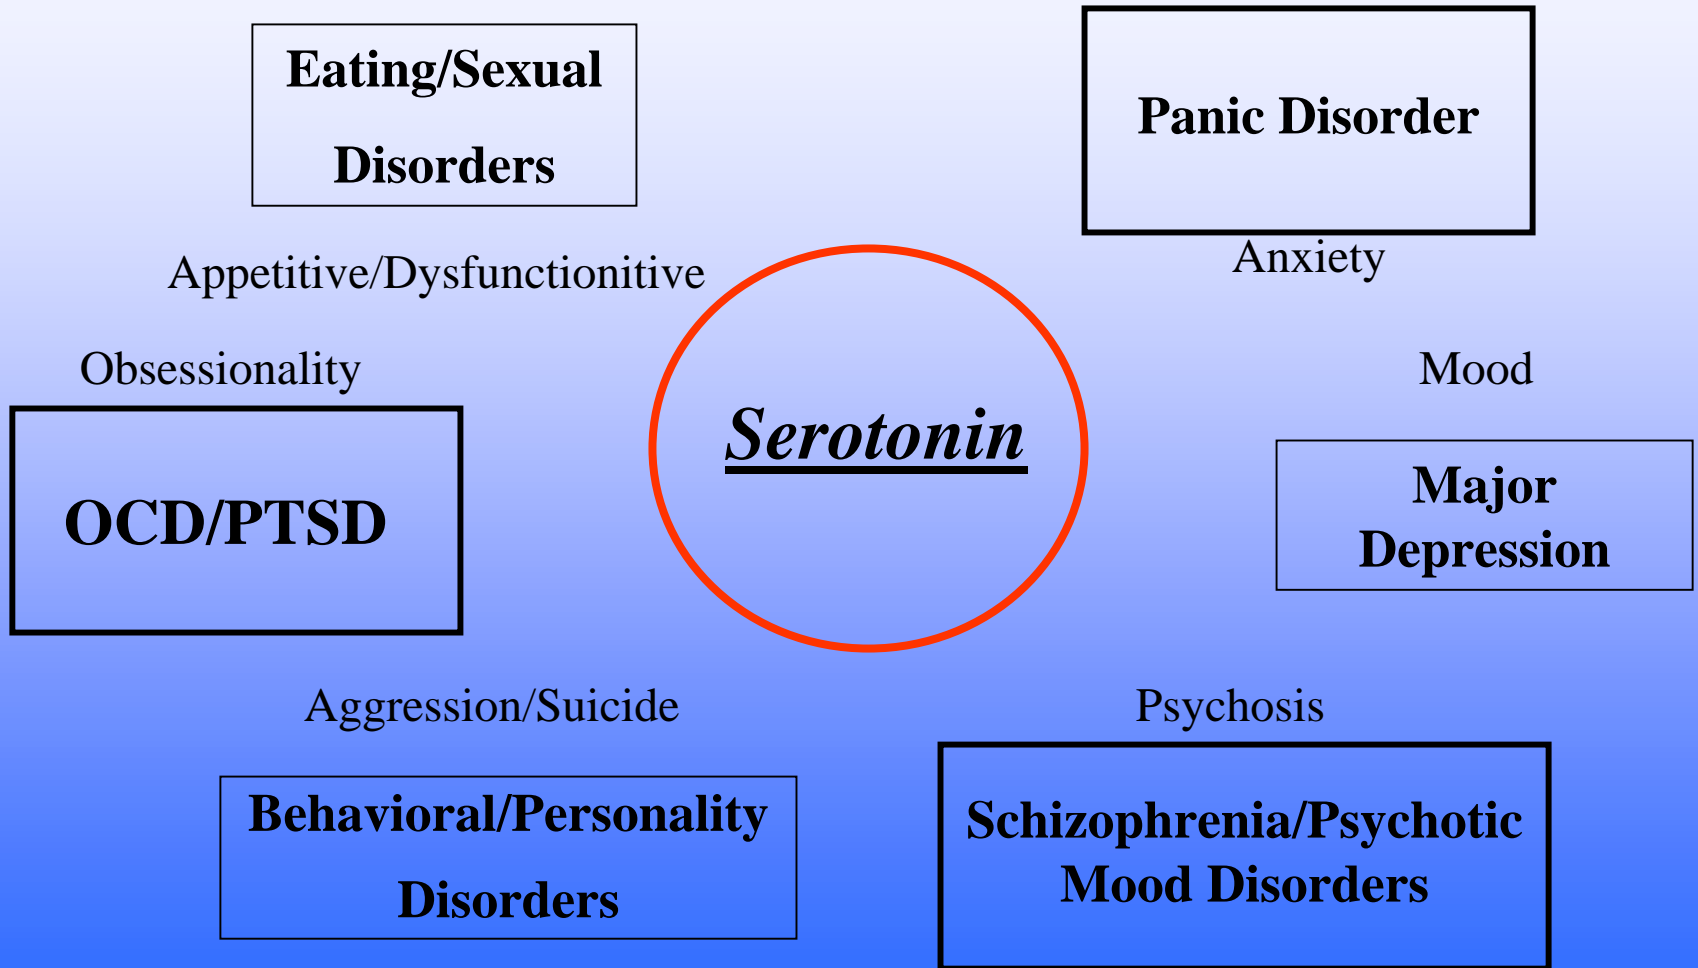 Eating/Sexual
Disorders
Panic Disorder
Appetitive/Dysfunctionitive
Anxiety
Obsessionality
Mood
Serotonin
OCD/PTSD
Major
Depression
Aggression/Suicide
Psychosis
Behavioral/Personality
Disorders
Schizophrenia/Psychotic
Mood Disorders